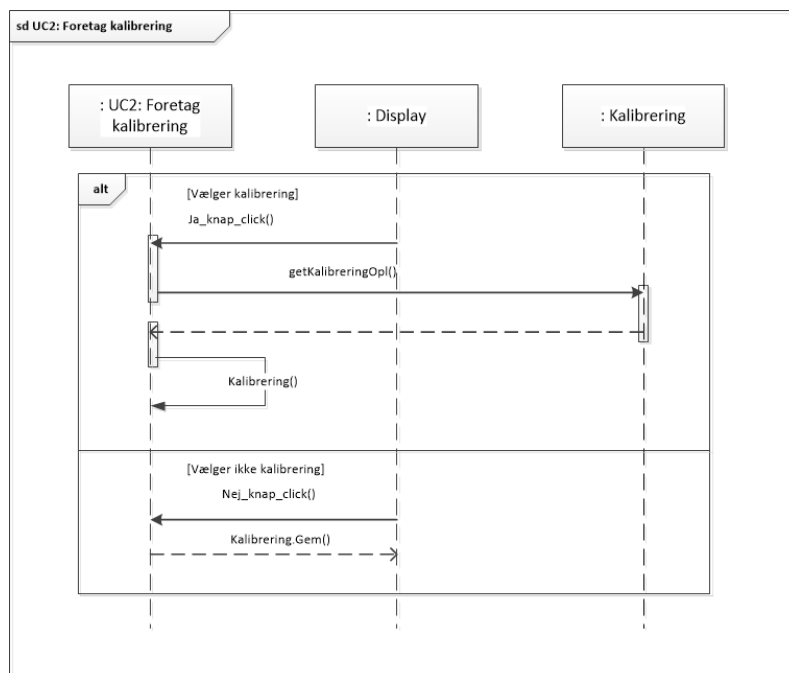 sd UC2: Foretag kalibrering
: UC2: Foretag
kalibrering
: Display
: Kalibrering
alt
[Vælger kalibrering]
Ja_knap_click()
getKalibreringOpl()
Kalibrering()
[Vælger ikke kalibrering]
Nej_knap_click()
Kalibrering.Gem()